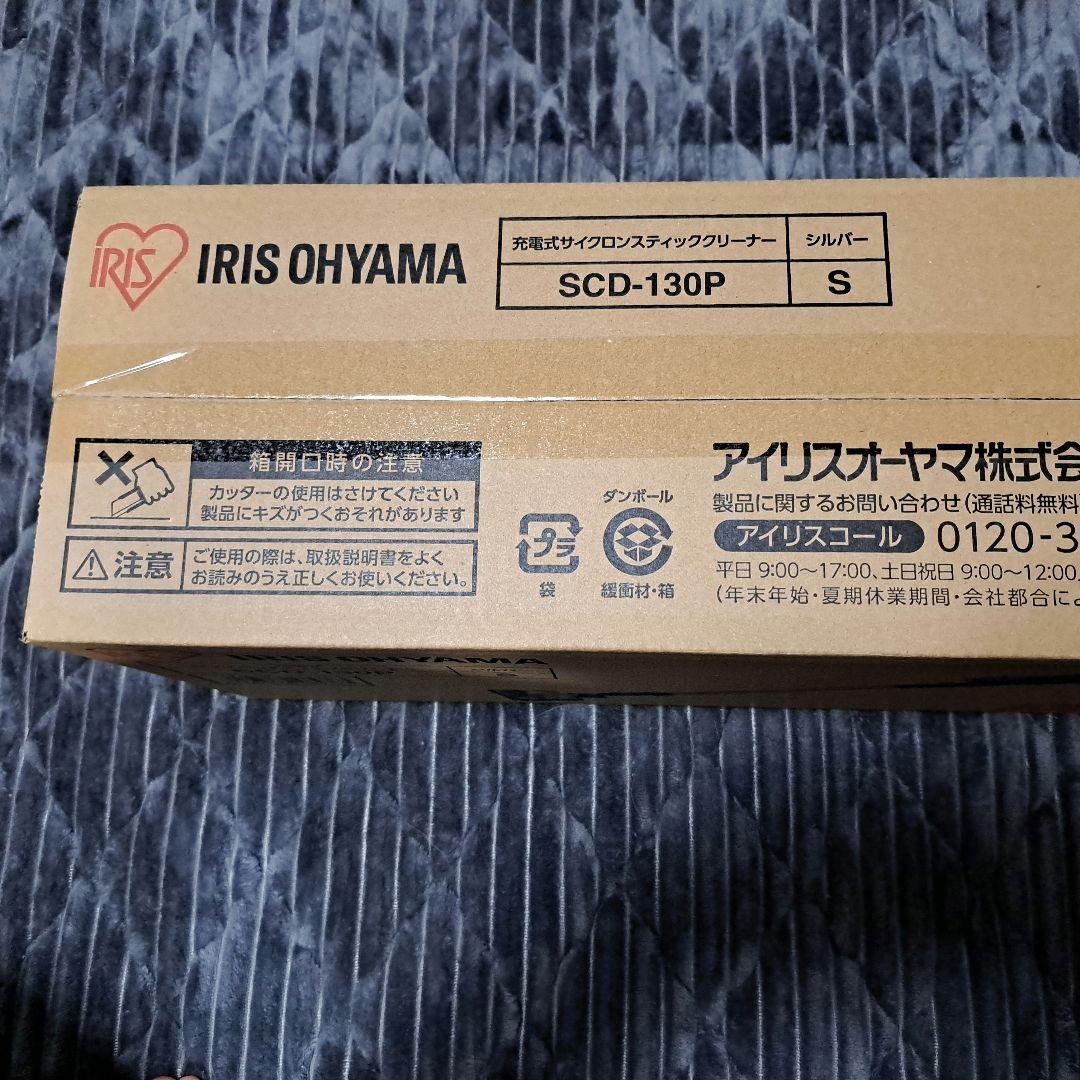 IRIS
IRIS OHYAMA
充電式サイクロンスティッククリーナー
シルバー
SCD-130P
S
箱開口時の注意
カッターの使用はさけてください
製品にキズがつくおそれがあります
注意
ご使用の際は、取扱説明書をよく
お読みのうえ正しくお使いください。
プラ
袋
ダンボール
緩衝材・箱
アイリスオーヤマ株式会
製品に関するお問い合わせ(通話料無料)
アイリスコール
0120-3
平日 9:00〜17:00、土日祝日 9:00〜12:00、
(年末年始・夏期休業期間・会社都合によ
IRIS OHYAMA
S